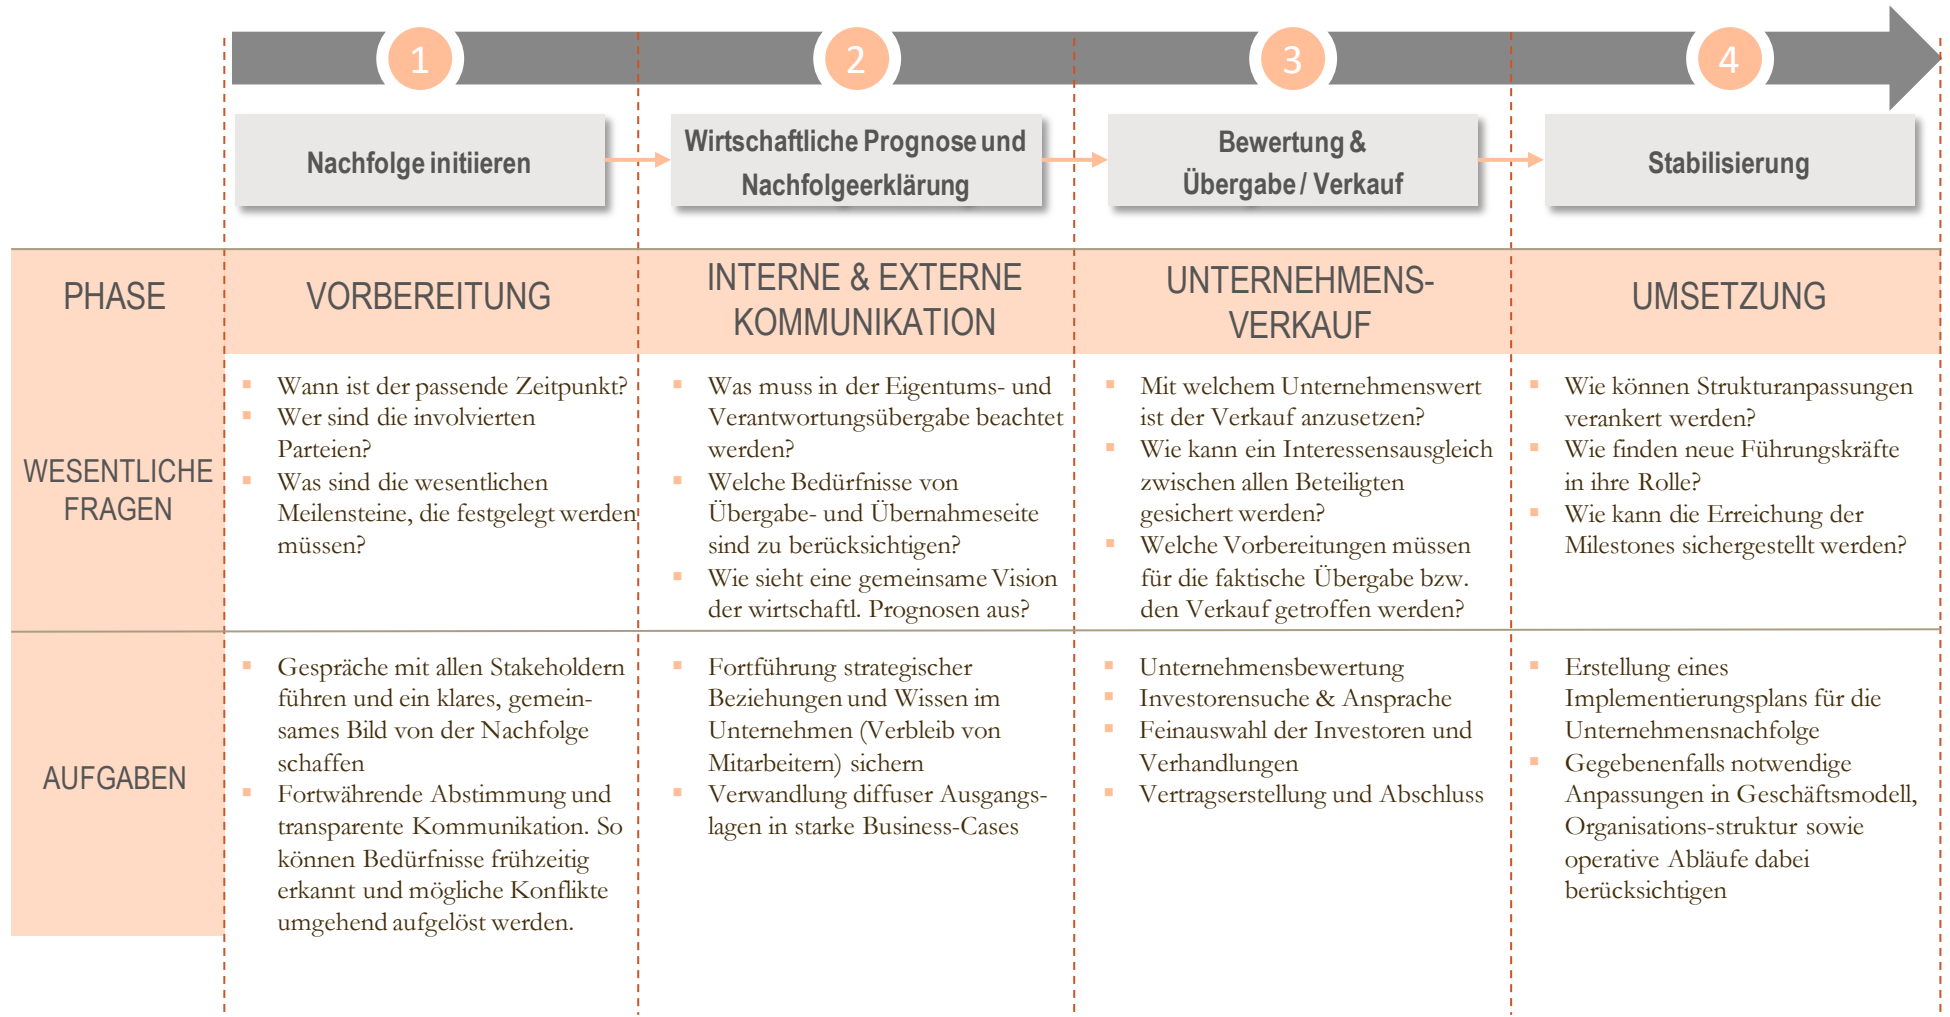 1
2
3
4
Nachfolge initiieren
Wirtschaftliche Prognose und
Nachfolgeerklärung
Bewertung &
Übergabe / Verkauf
Stabilisierung
PHASE
VORBEREITUNG
INTERNE & EXTERNE
KOMMUNIKATION
UNTERNEHMENS-
VERKAUF
UMSETZUNG
WESENTLICHE
FRAGEN
Wann ist der passende Zeitpunkt?
Wer sind die involvierten
Parteien?
Was sind die wesentlichen
Meilensteine, die festgelegt werden
müssen?
Was muss in der Eigentums- und
Verantwortungsübergabe beachtet
werden?
Welche Bedürfnisse von
Übergabe- und Übernahmeseite
sind zu berücksichtigen?
Wie sieht eine gemeinsame Vision
der wirtschaftl. Prognosen aus?
Mit welchem Unternehmenswert
ist der Verkauf anzusetzen?
Wie kann ein Interessensausgleich
zwischen allen Beteiligten
gesichert werden?
Welche Vorbereitungen müssen
für die faktische Übergabe bzw.
den Verkauf getroffen werden?
Wie können Strukturanpassungen
verankert werden?
Wie finden neue Führungskräfte
in ihre Rolle?
Wie kann die Erreichung der
Milestones sichergestellt werden?
AUFGABEN
Gespräche mit allen Stakeholdern
führen und ein klares, gemein-
sames Bild von der Nachfolge
schaffen
Fortwährende Abstimmung und
transparente Kommunikation. So
können Bedürfnisse frühzeitig
erkannt und mögliche Konflikte
umgehend aufgelöst werden.
Fortführung strategischer
Beziehungen und Wissen im
Unternehmen (Verbleib von
Mitarbeitern) sichern
Verwandlung diffuser Ausgangs-
lagen in starke Business-Cases
Unternehmensbewertung
Investorensuche & Ansprache
Feinauswahl der Investoren und
Verhandlungen
Vertragserstellung und Abschluss
Erstellung eines
Implementierungsplans für die
Unternehmensnachfolge
Gegebenenfalls notwendige
Anpassungen in Geschäftsmodell,
Organisations-struktur sowie
operative Abläufe dabei
berücksichtigen